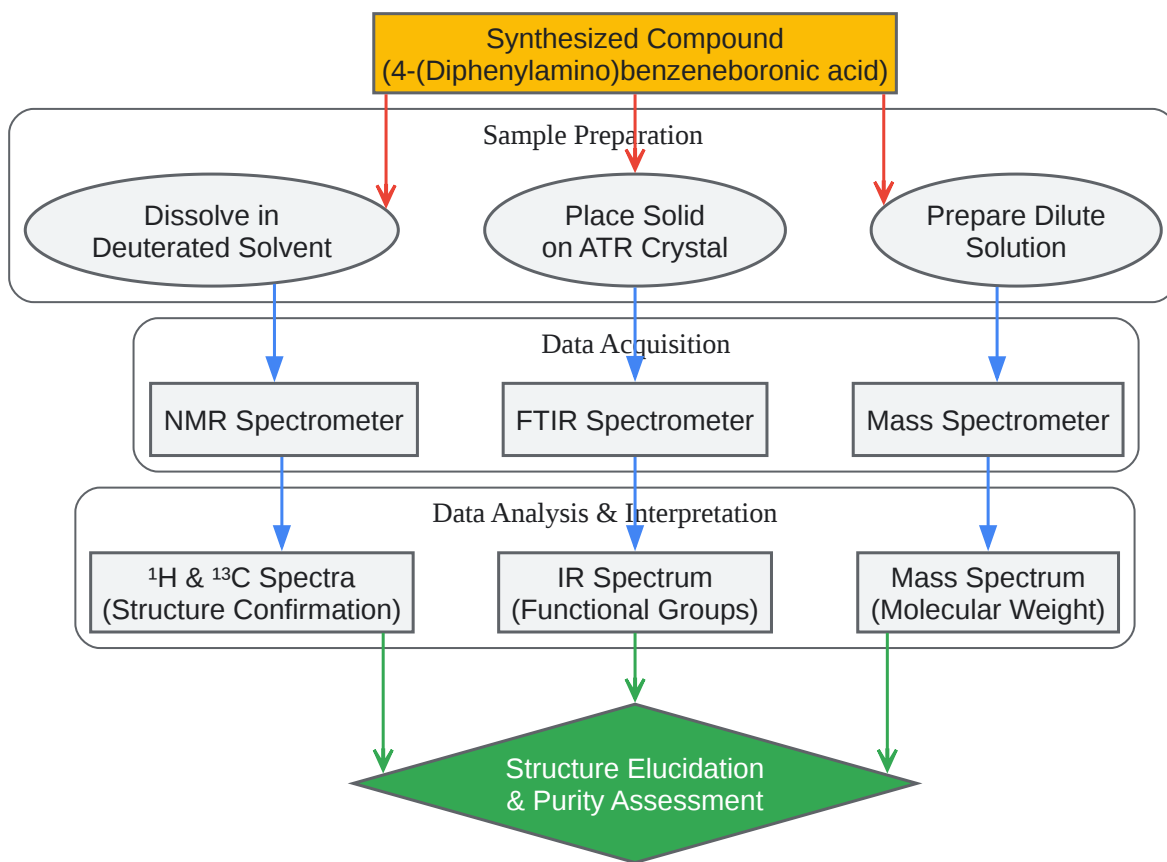 Synthesized Compound
(4-(Diphenylamino)benzeneboronic acid)
Sample Preparation
Dissolve in
Deuterated Solvent
Place Solid
on ATR Crystal
Prepare Dilute
Solution
Data Acquisition
NMR Spectrometer
FTIR Spectrometer
Mass Spectrometer
Data Analysis & Interpretation
¹H & ¹³C Spectra
(Structure Confirmation)
IR Spectrum
(Functional Groups)
Mass Spectrum
(Molecular Weight)
Structure Elucidation
& Purity Assessment